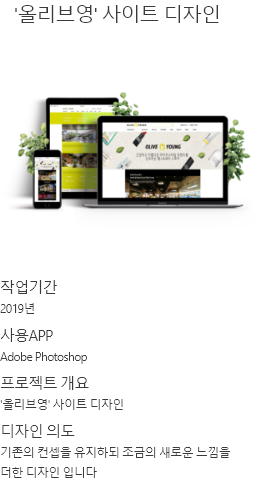 '올리브영' 사이트 디자인
OLIVE YOUNG
작업기간
2019년
사용APP
Adobe Photoshop
프로젝트 개요
'올리브영' 사이트 디자인
디자인 의도
기존의 컨셉을 유지하되 조금의 새로운 느낌을
더한 디자인 입니다